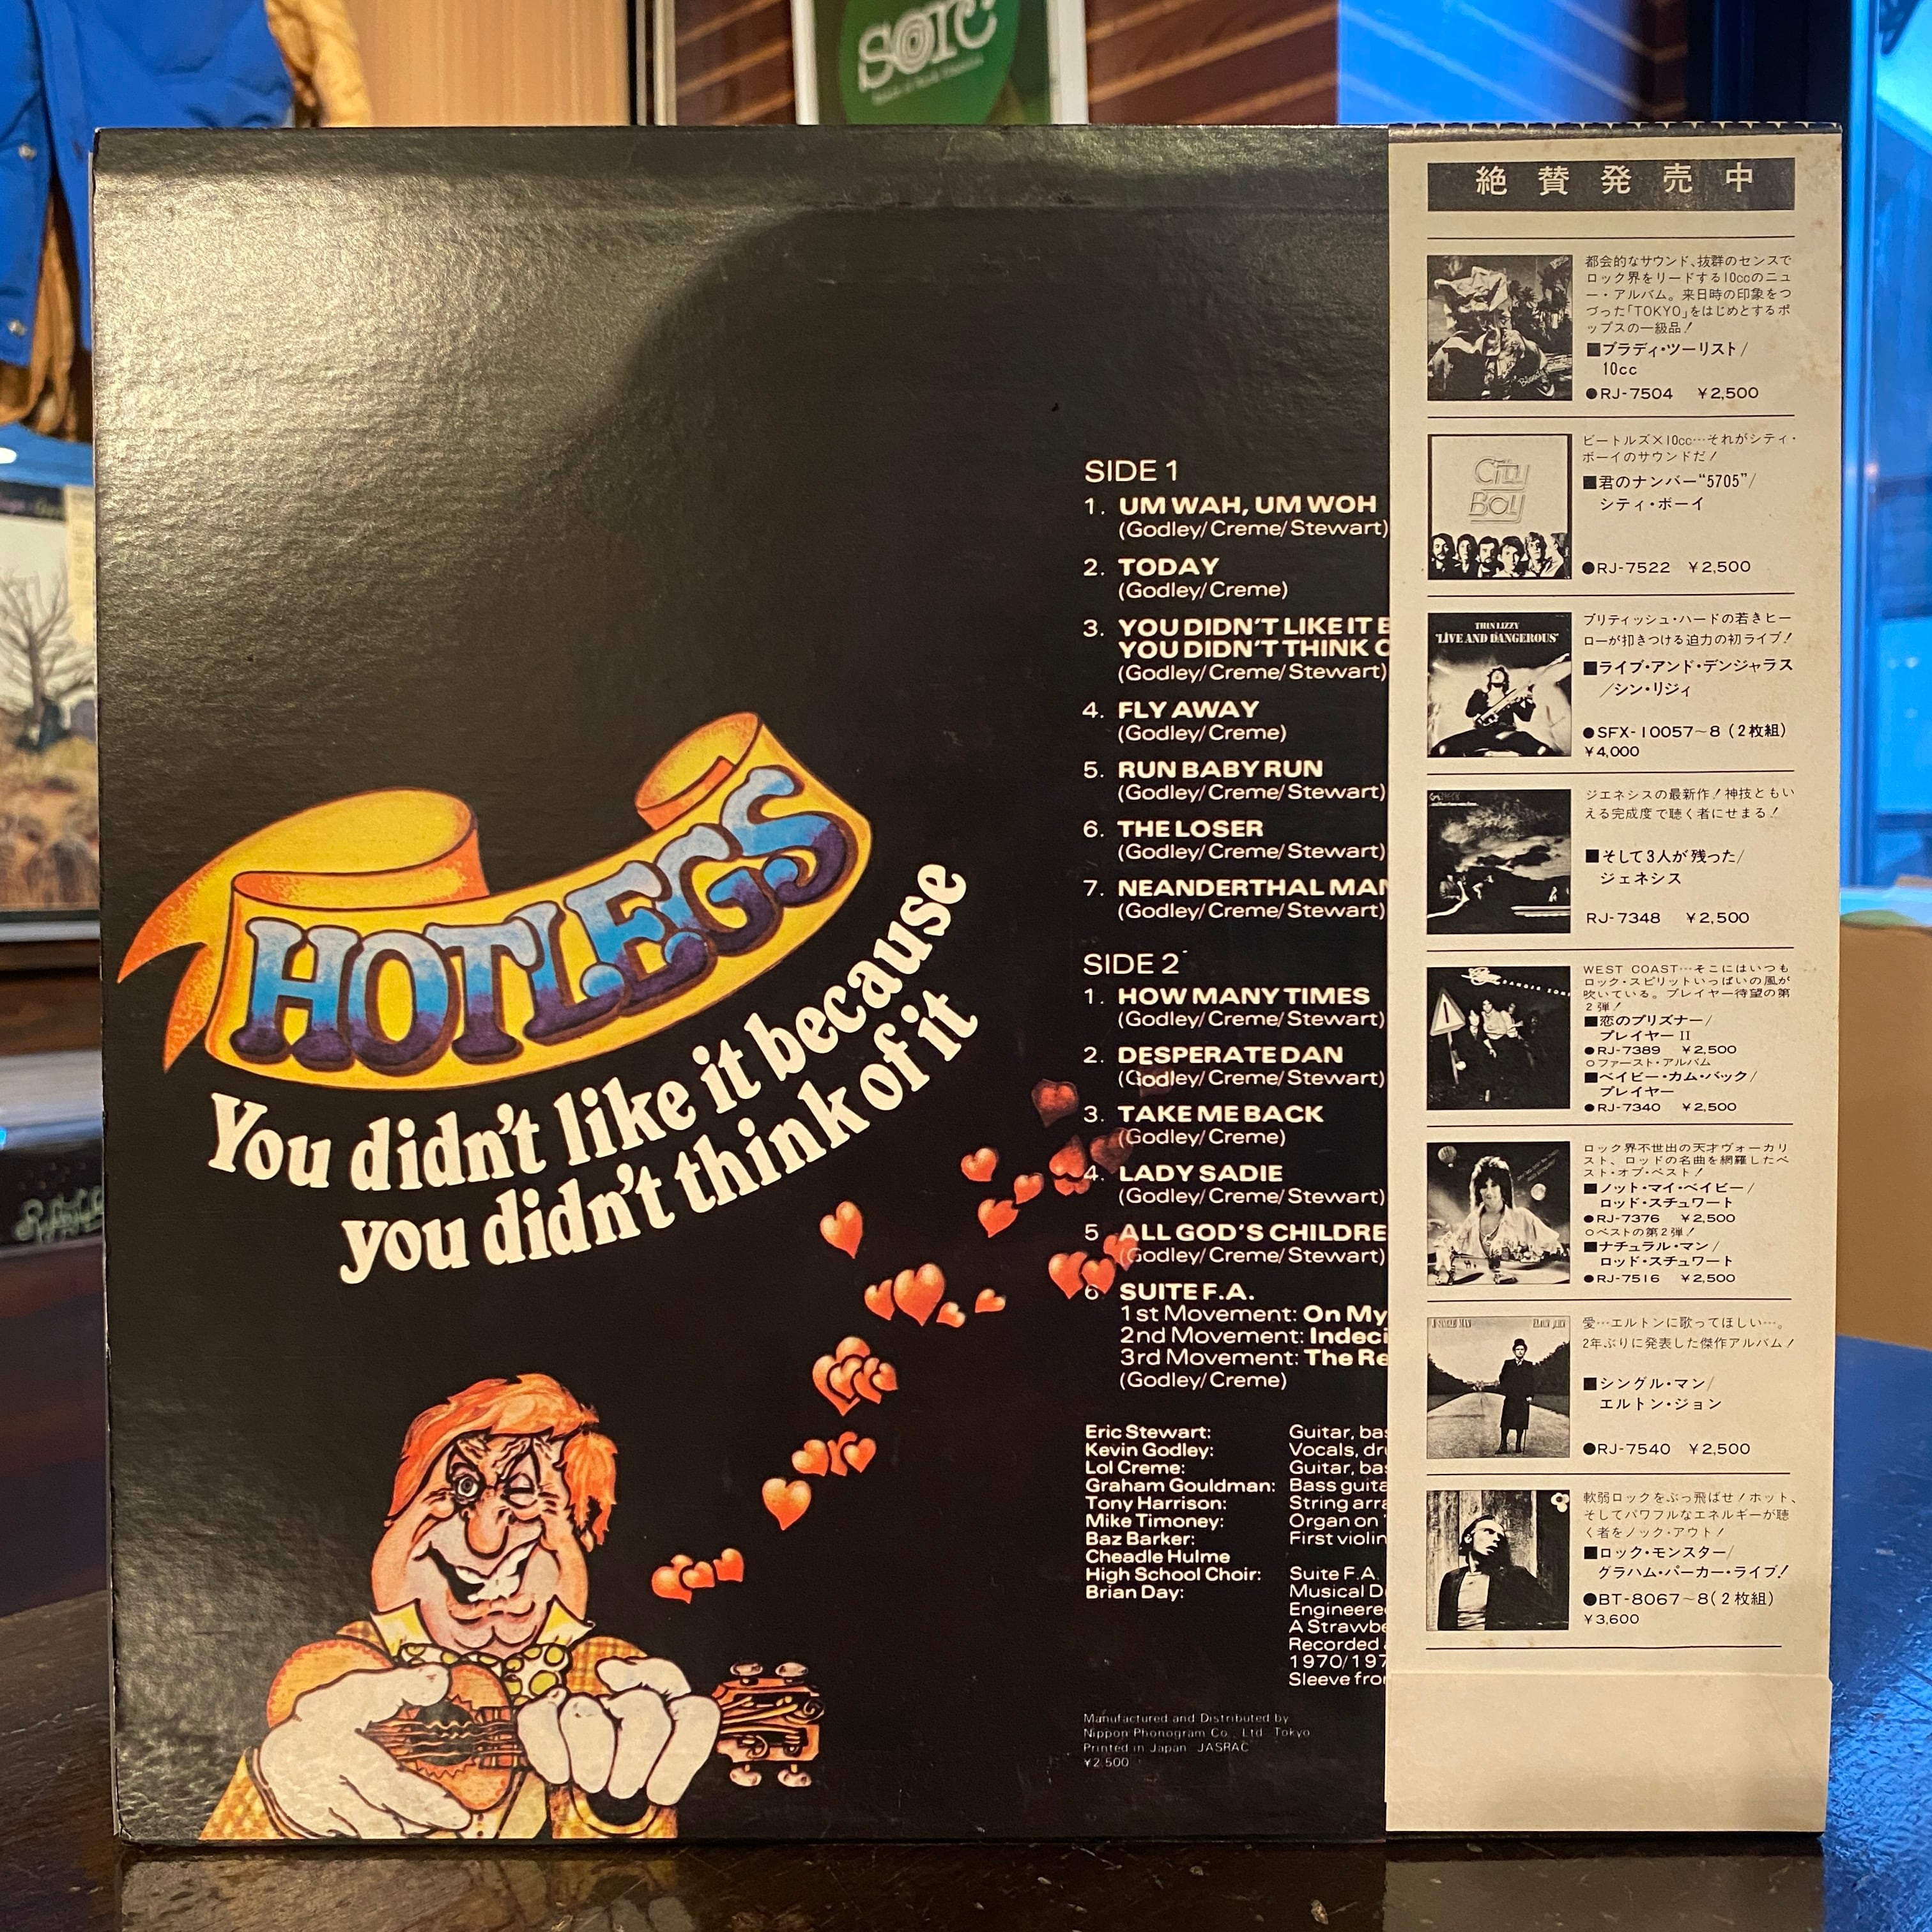 sorc
HOTLEGS
You didn't like it because
you didn't think of it
SIDE 1
1. UM WAH, UM WOH
(Godley/Creme/Stewart)
2. TODAY
(Godley/Creme)
3. YOU DIDN'T LIKE IT
YOU DIDN'T THINK
(Godley/Creme/Stewart)
4. FLY AWAY
(Godley/Creme)
5. RUN BABY RUN
(Godley/Creme/Stewart)
6. THE LOSER
(Godley/Creme/Stewart)
7. NEANDERTHAL MAN
(Godley/Creme/Stewart)
SIDE 2
1. HOW MANY TIMES
(Godley/Creme/Stewart)
2. DESPERATE DAN
(Godley/Creme/Stewart)
3. TAKE ME BACK
(Godley/Creme)
4. LADY SADIE
(Godley/Creme/Stewart)
5 ALL GOD'S CHILDRE
(Godley/Creme/Stewart)
6 SUITE F.A.
1st Movement: On My
2nd Movement: Indeci
3rd Movement: The Re
(Godley/Creme)
Eric Stewart: Guitar, bas
Kevin Godley: Vocals, dru
Lol Creme: Guitar, bas
Graham Gouldman: Bass guita
Tony Harrison: String arra
Mike Timoney: Organ on
Baz Barker: First violin
Cheadle Hulme
High School Choir: Suite F.A.
Brian Day: Musical D
Engineere
A Strawbe
Recorded
1970/197
Sleeve fro
Manufactured and Distributed by
Nippon Phonogram Co., Ltd. Tokyo
Printed in Japan JASRAC
¥2,500
絶賛発売中
都会的なサウンド、抜群のセンスで
ロック界をリードする10ccのニュ
ー・アルバム。来日時の印象をつ
づった「TOKYO」をはじめとするポ
ップスの一級品!
■ブラディ・ツーリスト/
10cc
●RJ-7504 ¥2,500
City
Boy
ビートルズ×10cc…それがシティ・
ボーイのサウンドだ!
■君のナンバー“5705”/
シティ・ボーイ
●RJ-7522 ¥2,500
THIN LIZZY
'LIVE AND DANGEROUS'
ブリティッシュ・ハードの若きヒー
ローが叩きつける迫力の初ライブ!
■ライブ・アンド・デンジャラス
/シン・リジィ
●SFX-10057~8 (2枚組)
¥4,000
ジエネシスの最新作!神技ともい
える完成度で聴く者にせまる!
■そして3人が残った/
ジェネシス
RJ-7348 ¥2,500
DANGER ZONE
WEST COAST…そこにはいつも
ロック・スピリットいっぱいの風が
吹いている。プレイヤー待望の第
2弾!
■恋のプリズナー/
プレイヤー II
●RJ-7389 ¥2,500
○ファースト・アルバム
■ベイビー・カム・バック/
プレイヤー
●RJ-7340 ¥2,500
ロック界不世出の天才ヴォーカリ
スト、ロッドの名曲を網羅したベ
スト・オブ・ベスト!
■ノット・マイ・ベイビー/
ロッド・スチュワート
●RJ-7376 ¥2,500
○ベストの第2弾!
■ナチュラル・マン/
ロッド・スチュワート
●RJ-7516 ¥2,500
A SINGLE MAN ELTON JOHN
愛…エルトンに歌ってほしい…。
2年ぶりに発表した傑作アルバム!
■シングル・マン/
エルトン・ジョン
●RJ-7540 ¥2,500
軟弱ロックをぶっ飛ばせ!ホット、
そしてパワフルなエネルギーが聴
く者をノック・アウト!
■ロック・モンスター/
グラハム・パーカー・ライブ!
●BT-8067~8(2枚組)
¥3,600